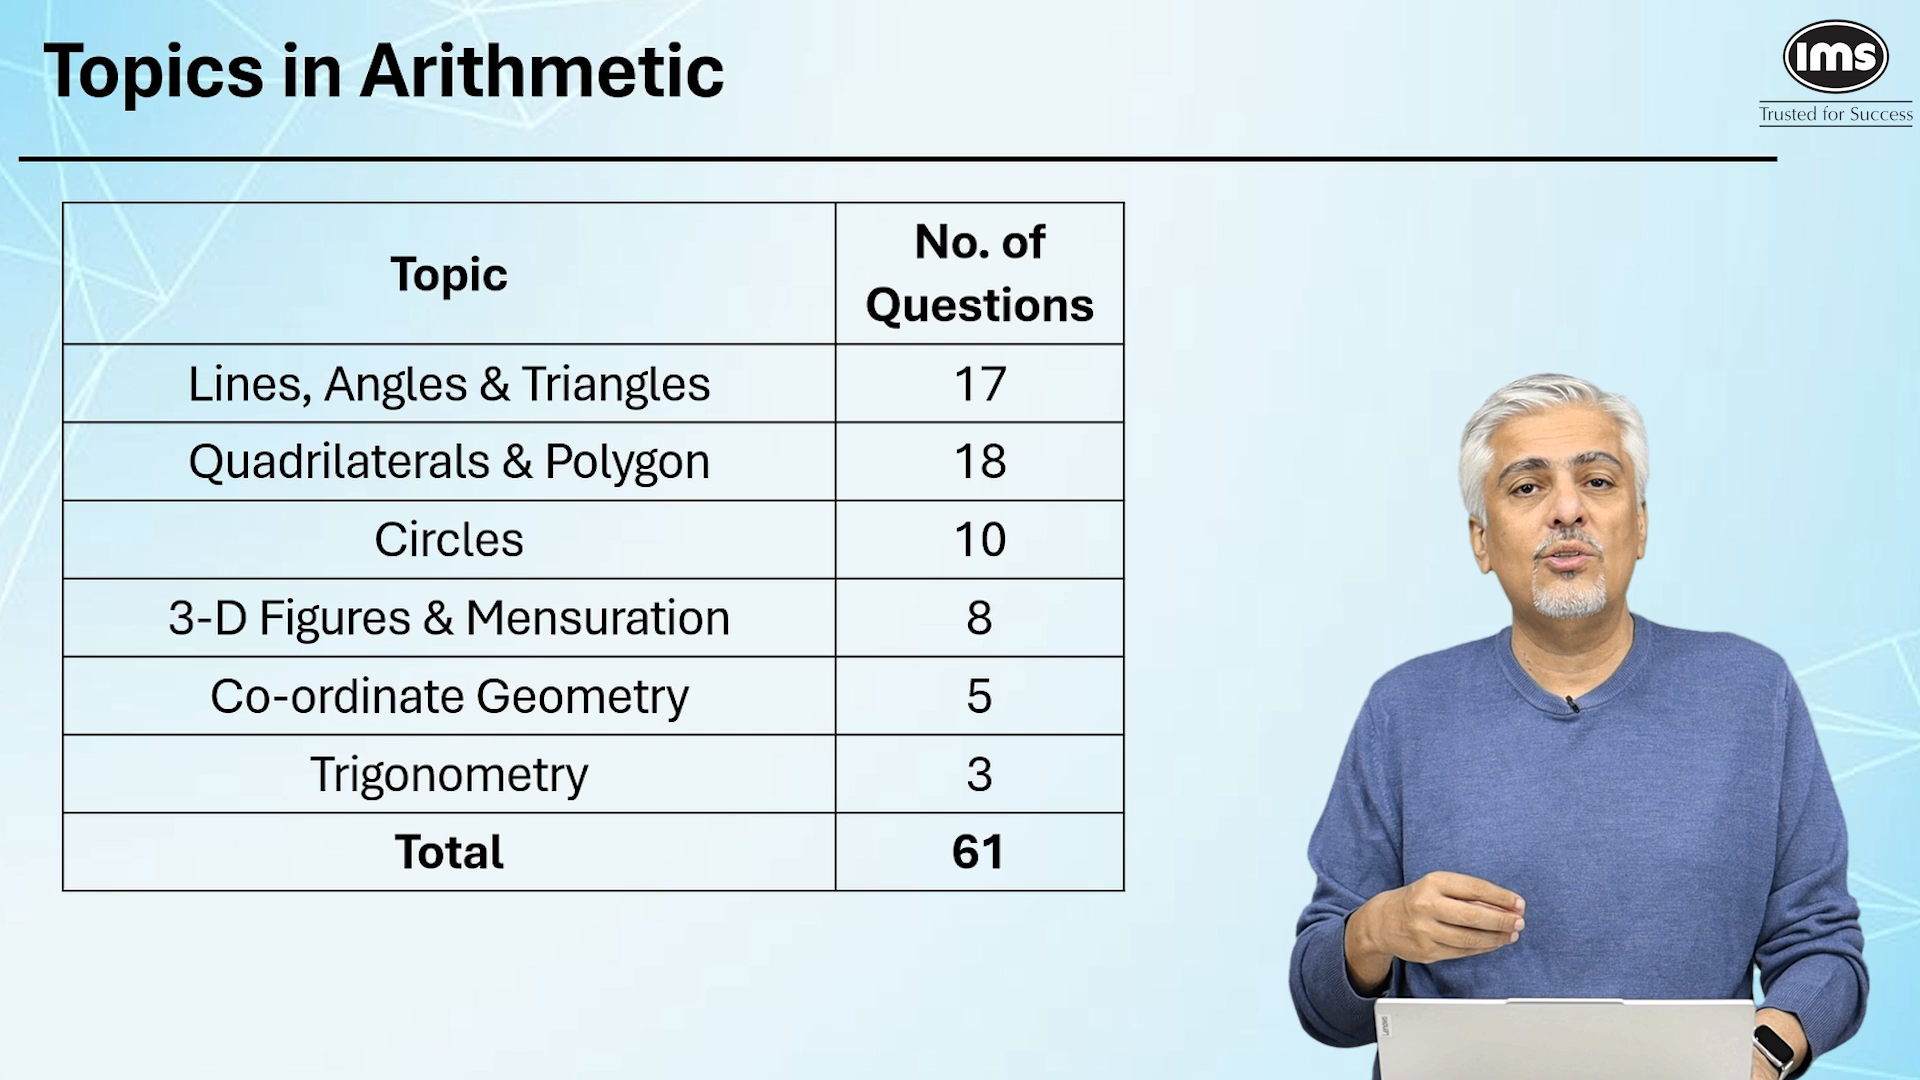 Topics in Arithmetic
ims
Trusted for Success
Topic
No. of
Questions
Lines, Angles & Triangles
17
Quadrilaterals & Polygon
18
Circles
10
3-D Figures & Mensuration
8
Co-ordinate Geometry
5
Trigonometry
3
Total
61
Lenovo